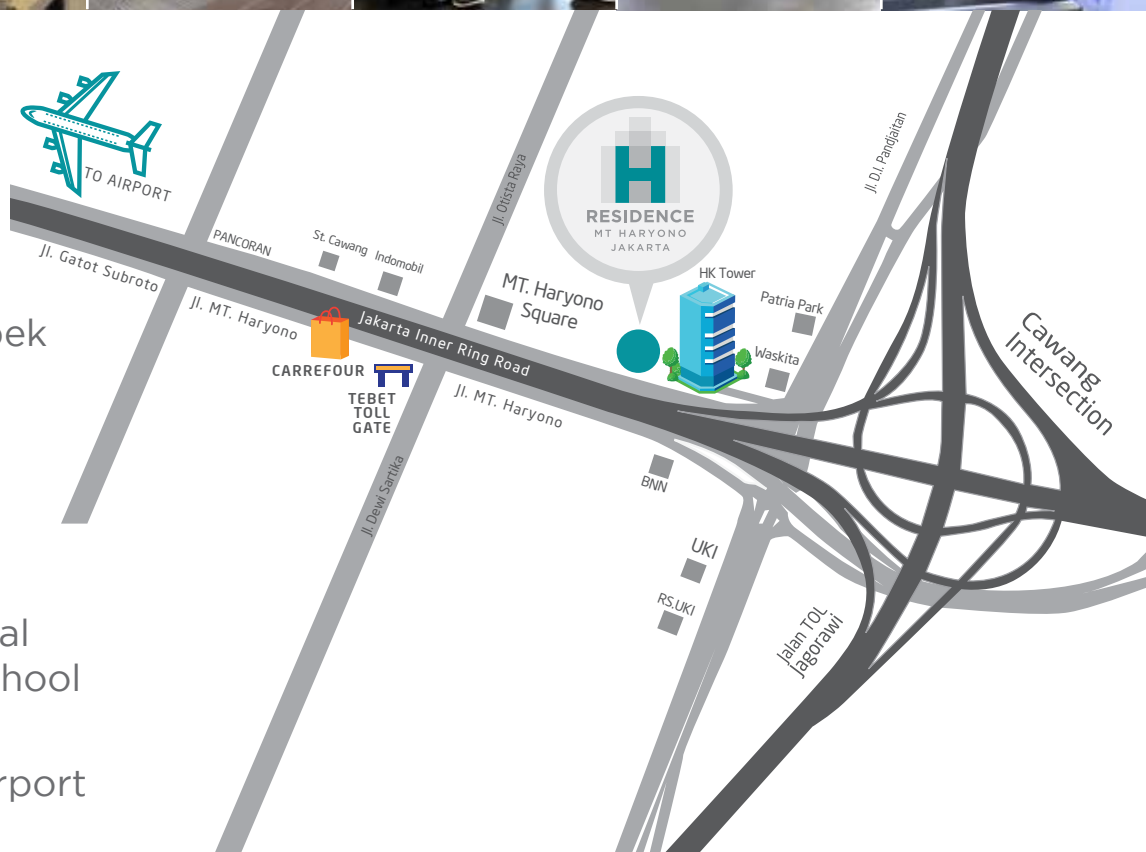 TO AIRPORT
Jl. Gatot Subroto
PANCORAN
St. Cawang
Indomobil
Jl. MT. Haryono
Jakarta Inner Ring Road
CARREFOUR
TEBET
TOLL
GATE
Jl. Otista Raya
MT. Haryono
Square
H
RESIDENCE
MT HARYONO
JAKARTA
HK Tower
Patria Park
Waskita
Jl. D.I. Pandjaitan
Cawang
Intersection
Jl. MT. Haryono
Jl. Dewi Sartika
BNN
UKI
RS.UKI
Jalan TOL
Jagorawi
oek
al
hool
rport